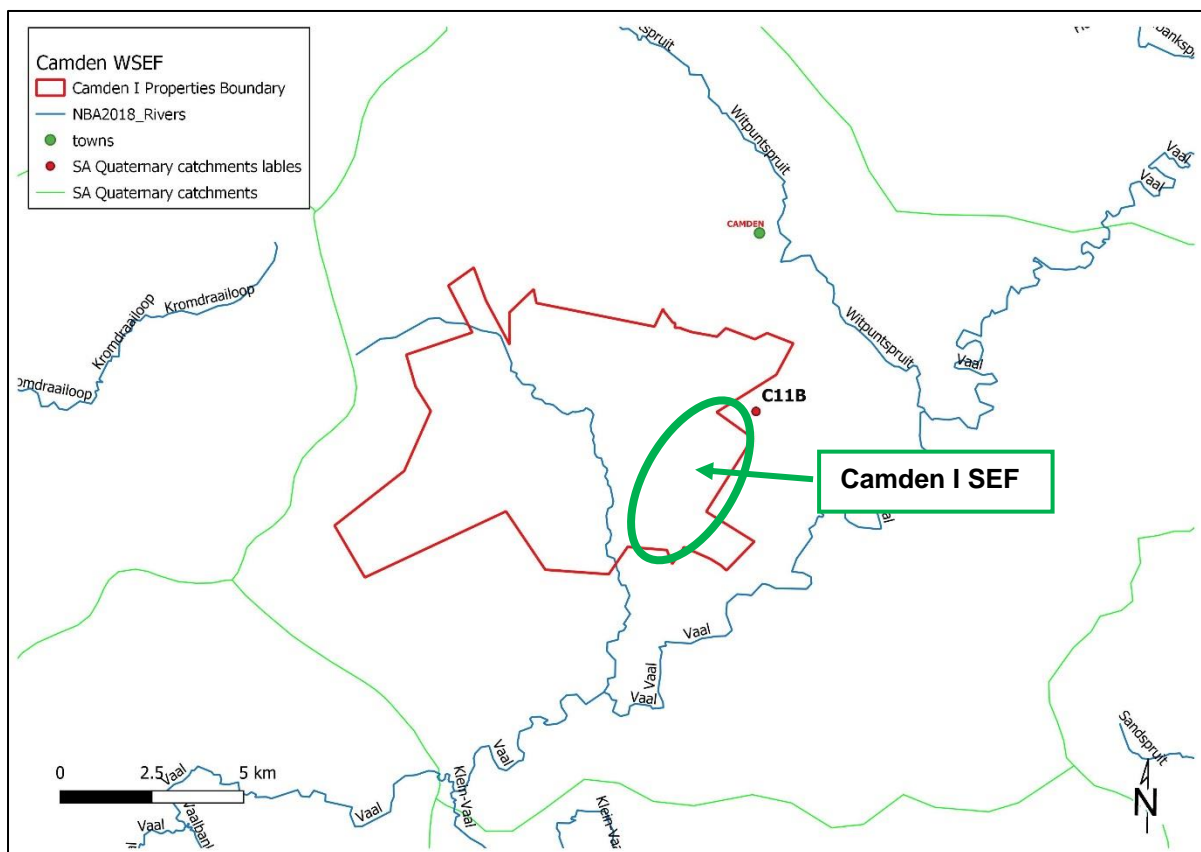 Camden WSEF
Camden I Properties Boundary
NBA2018_Rivers
towns
SA Quaternary catchments lables
SA Quaternary catchments
spruit
Witpuntspruit
Vaal
Vaal
CAMDEN
Kromdraailoop
Kromdraailoop
omdraailoop
Witpuntspruit
Vaal
C11B
Camden I SEF
Vaal
Vaal
Vaal
Sandspruit
Vaal
Vaal
Klein-Vaal
Vaal
Vaal
0 2.5 5 km
Vaal
N